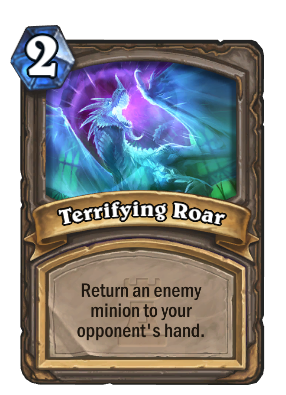 2
Terrifying Roar
Return an enemy
minion to your
opponent's hand.